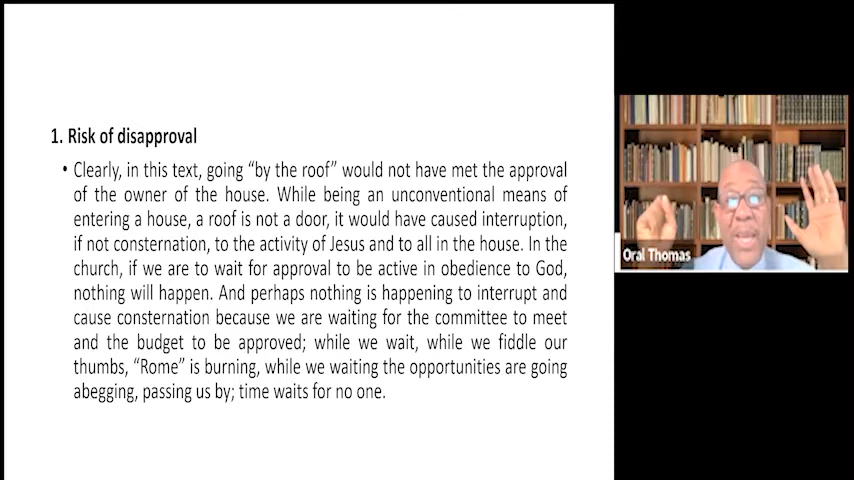 1. Risk of disapproval
• Clearly, in this text, going “by the roof” would not have met the approval
of the owner of the house. While being an unconventional means of
entering a house, a roof is not a door, it would have caused interruption,
if not consternation, to the activity of Jesus and to all in the house. In the
church, if we are to wait for approval to be active in obedience to God,
nothing will happen. And perhaps nothing is happening to interrupt and
cause consternation because we are waiting for the committee to meet
and the budget to be approved; while we wait, while we fiddle our
thumbs, “Rome” is burning, while we waiting the opportunities are going
abegging, passing us by; time waits for no one.
Oral Thomas